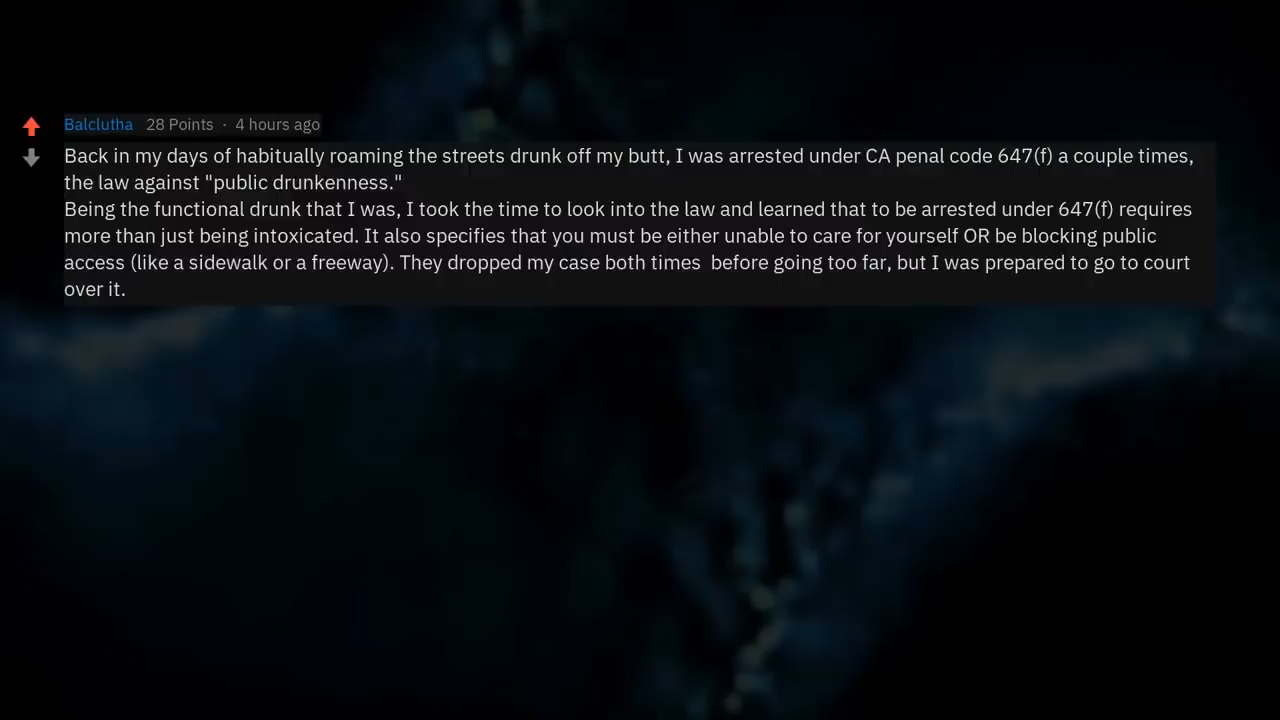 Balclutha 28 Points · 4 hours ago
Back in my days of habitually roaming the streets drunk off my butt, I was arrested under CA penal code 647(f) a couple times,
the law against "public drunkenness."
Being the functional drunk that I was, I took the time to look into the law and learned that to be arrested under 647(f) requires
more than just being intoxicated. It also specifies that you must be either unable to care for yourself OR be blocking public
access (like a sidewalk or a freeway). They dropped my case both times  before going too far, but I was prepared to go to court
over it.